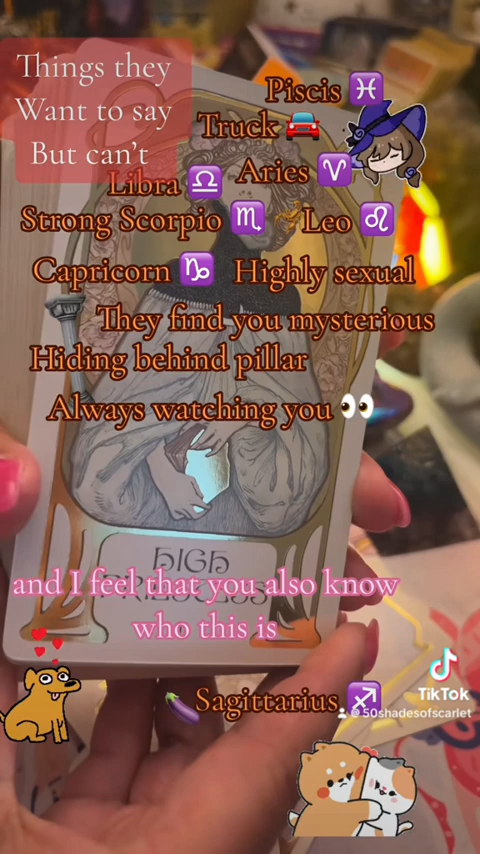 Things they
Want to say
But can't
Piscis ♓
Truck 🚘
Aries ♈
Libra ♎
Strong Scorpio ♏
Leo ♌
Capricorn ♑ Highly sexual
They find you mysterious
Hiding behind pillar
Always watching you 👀
HIGH
PRIESTESS
and I feel that you also know
who this is
🍆 Sagittarius ♐
TikTok
@50shadesofscarlet